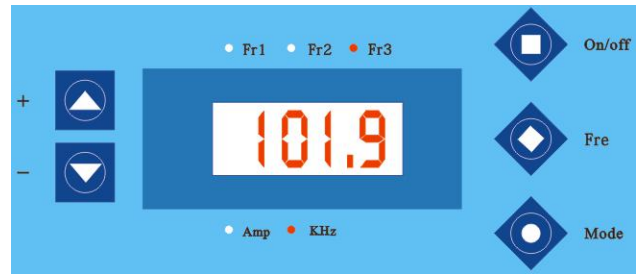 Fr1 Fr2 Fr3
On/off
+
101.9
Fre
−
Amp KHz
Mode